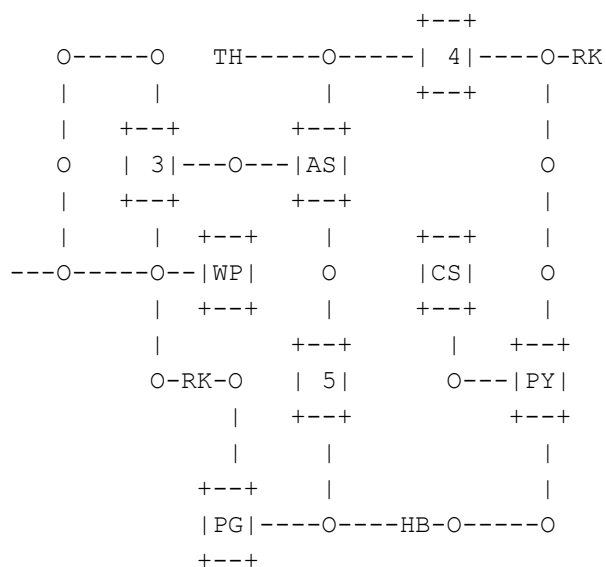 +--+
   O-----O   TH-----O-----| 4|----O-RK
   |     |          |     +--+    |
   |   +--+       +--+            |
   O   | 3|---O---|AS|            O
   |   +--+       +--+            |
   |     |  +--+    |     +--+    |
---O-----O--|WP|    O     |CS|    O
         |  +--+    |     +--+    |
         |        +--+      |   +--+
         O-RK-O   | 5|      O---|PY|
              |   +--+          +--+
              |     |             |
            +--+    |             |
            |PG|----O----HB-O-----O
            +--+